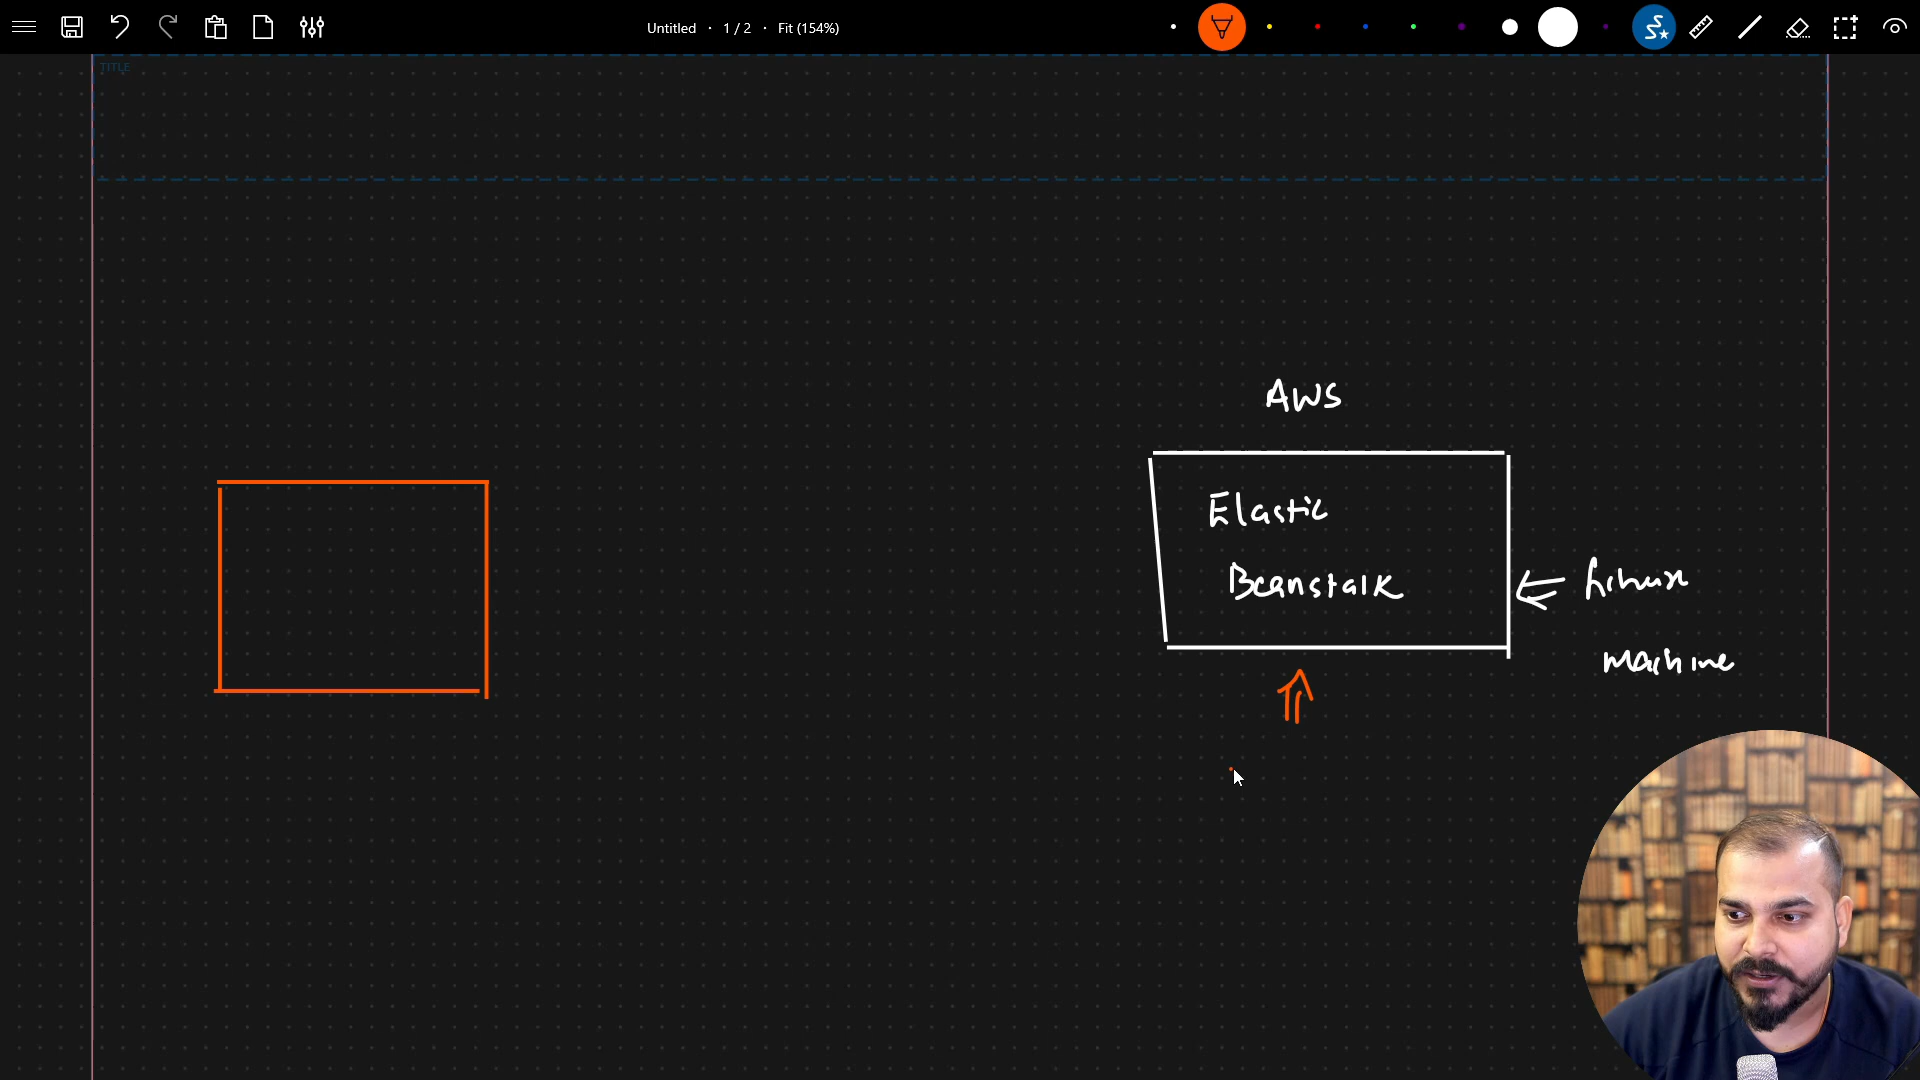 Untitled · 1 / 2 · Fit (154%)
TITLE
AWS
Elastic
Beanstalk
Linux
machine